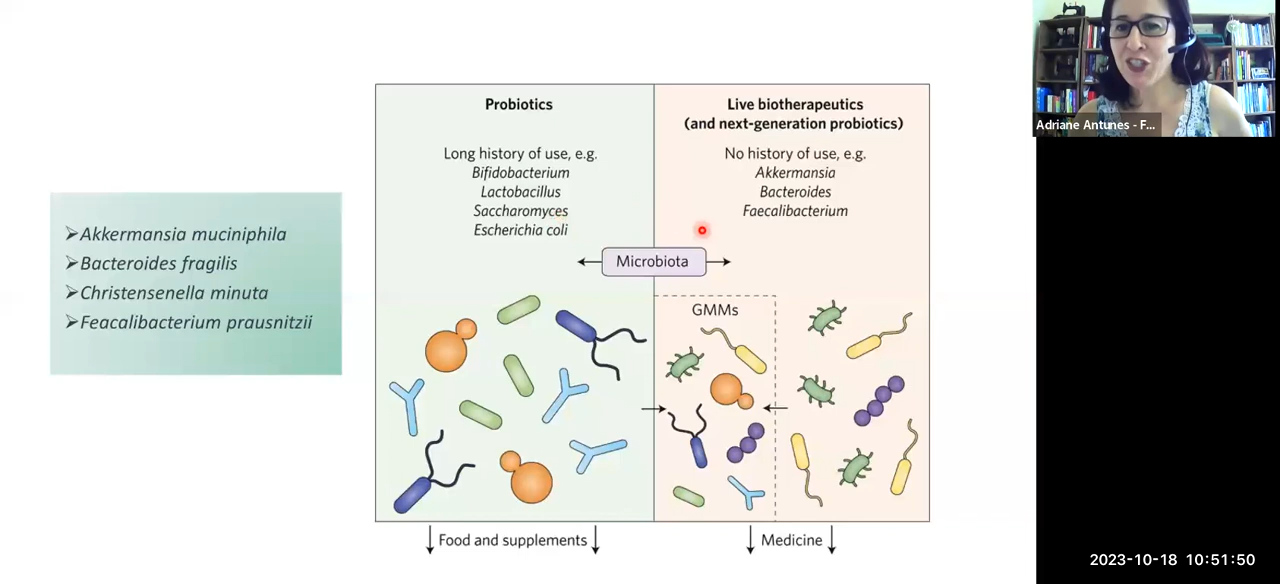 Adriane Antunes - F...
Probiotics
Long history of use, e.g.
Bifidobacterium
Lactobacillus
Saccharomyces
Escherichia coli
Live biotherapeutics
(and next-generation probiotics)
No history of use, e.g.
Akkermansia
Bacteroides
Faecalibacterium
➢Akkermansia muciniphila
➢Bacteroides fragilis
➢Christensenella minuta
➢Feacalibacterium prausnitzii
Microbiota
GMMs
Food and supplements
Medicine
2023-10-18 10:51:50